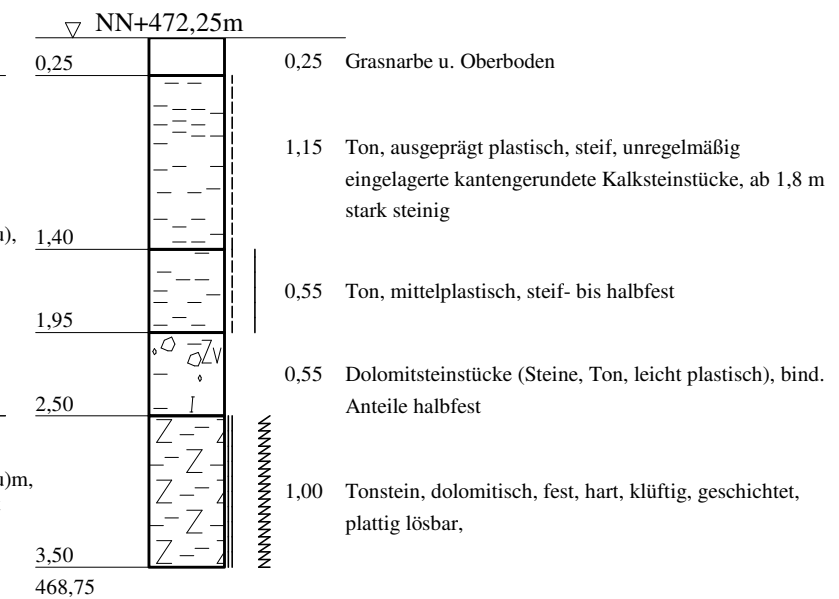 NN+472,25m
0,25
0,25 Grasnarbe u. Oberboden
1,15 Ton, ausgeprägt plastisch, steif, unregelmäßig
eingelagerte kantengerundete Kalksteinstücke, ab 1,8 m
stark steinig
u), 1,40
0,55 Ton, mittelplastisch, steif- bis halbfest
1,95
0,55 Dolomitsteinstücke (Steine, Ton, leicht plastisch), bind.
Anteile halbfest
2,50
u)m,
1,00 Tonstein, dolomitisch, fest, hart, klüftig, geschichtet,
plattig lösbar,
3,50
468,75